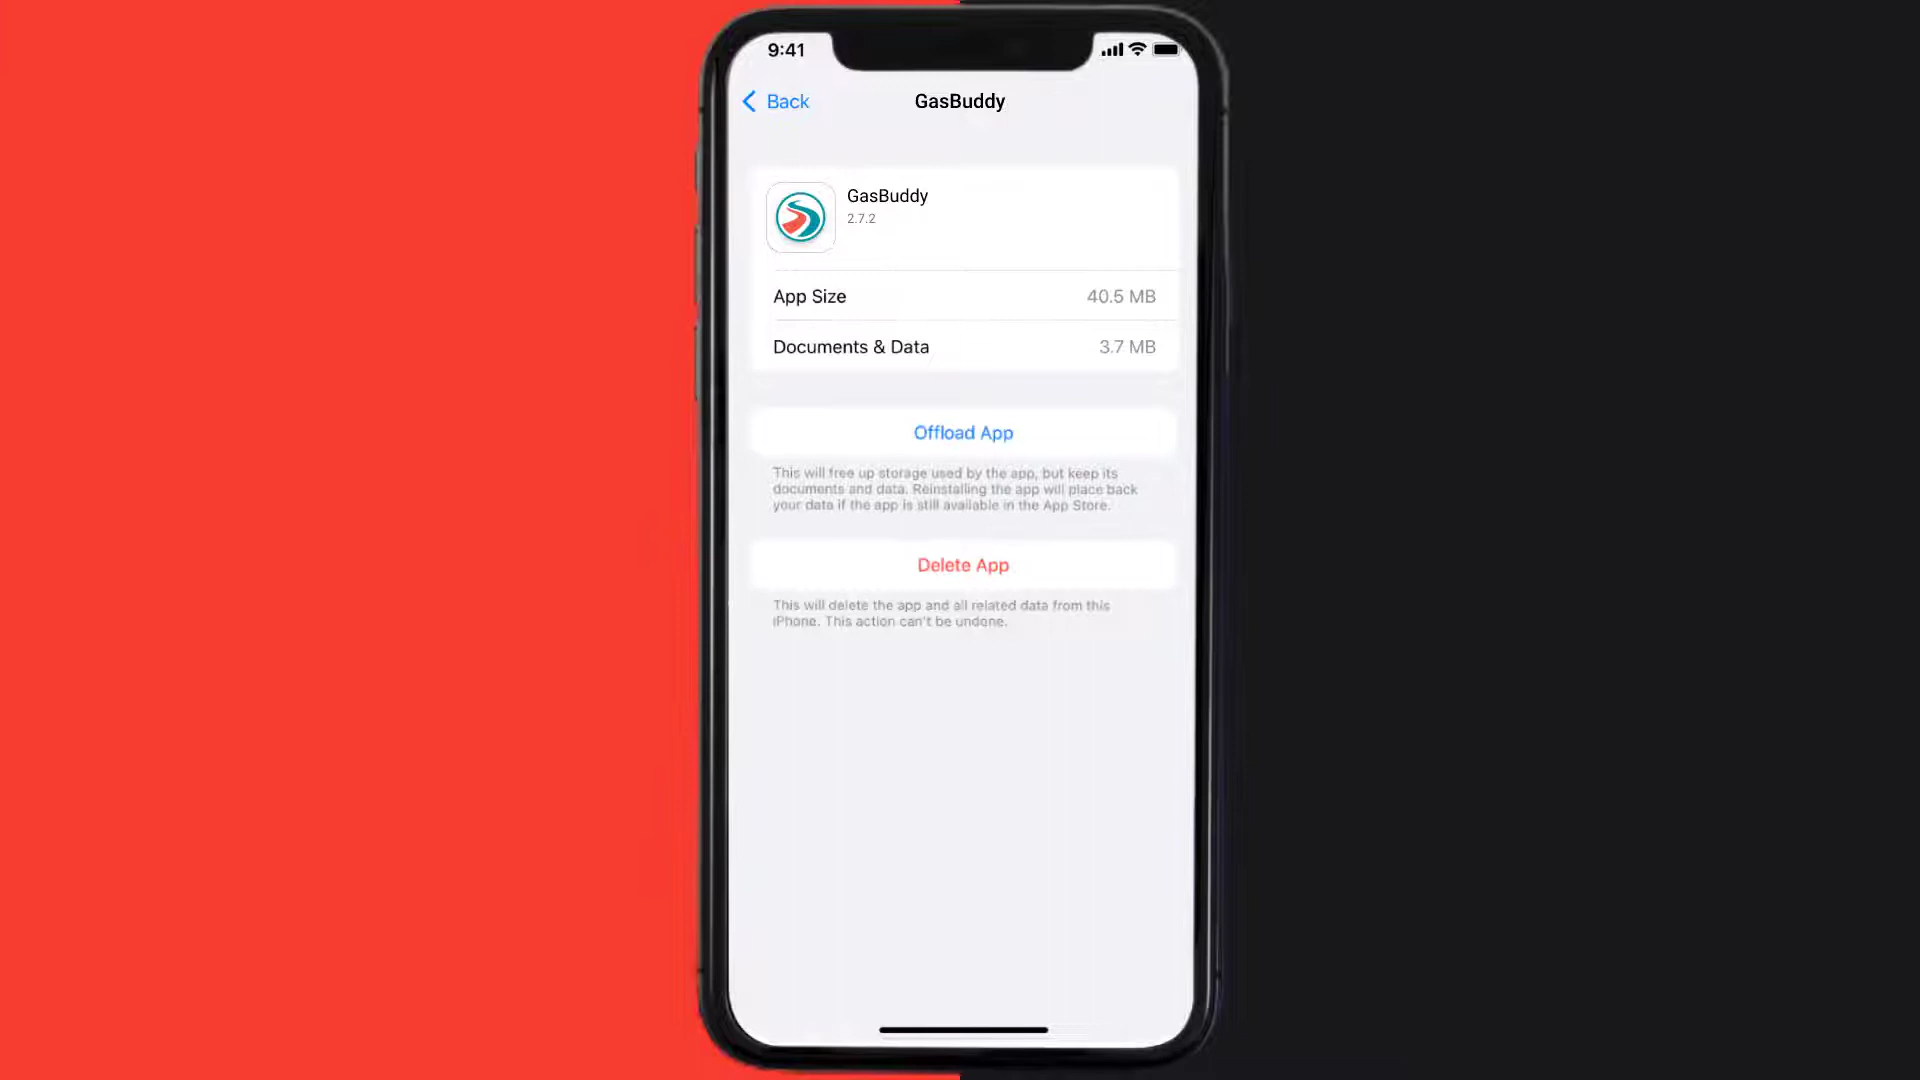 9:41
Back
GasBuddy
GasBuddy
2.7.2
App Size 40.5 MB
Documents & Data 3.7 MB
Offload App
This will free up storage used by the app, but keep its
documents and data. Reinstalling the app will place back
your data if the app is still available in the App Store.
Delete App
This will delete the app and all related data from this
iPhone. This action can't be undone.